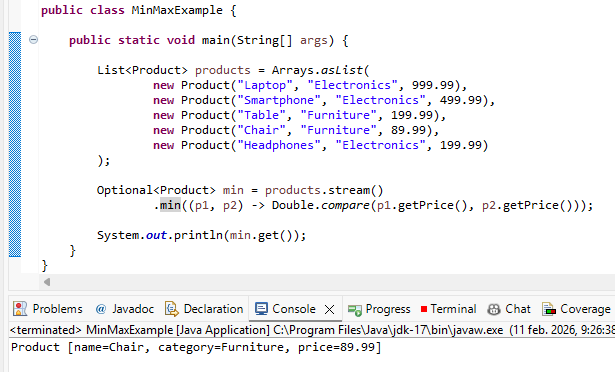 public class MinMaxExample {
public static void main(String[] args) {
List<Product> products = Arrays.asList(
new Product("Laptop", "Electronics", 999.99),
new Product("Smartphone", "Electronics", 499.99),
new Product("Table", "Furniture", 199.99),
new Product("Chair", "Furniture", 89.99),
new Product("Headphones", "Electronics", 199.99)
);
Optional<Product> min = products.stream()
.min((p1, p2) -> Double.compare(p1.getPrice(), p2.getPrice()));
System.out.println(min.get());
}
}
Problems @ Javadoc Declaration Console Progress Terminal Chat Coverage
<terminated> MinMaxExample [Java Application] C:\Program Files\Java\jdk-17\bin\javaw.exe (11 feb. 2026, 9:26:38
Product [name=Chair, category=Furniture, price=89.99]